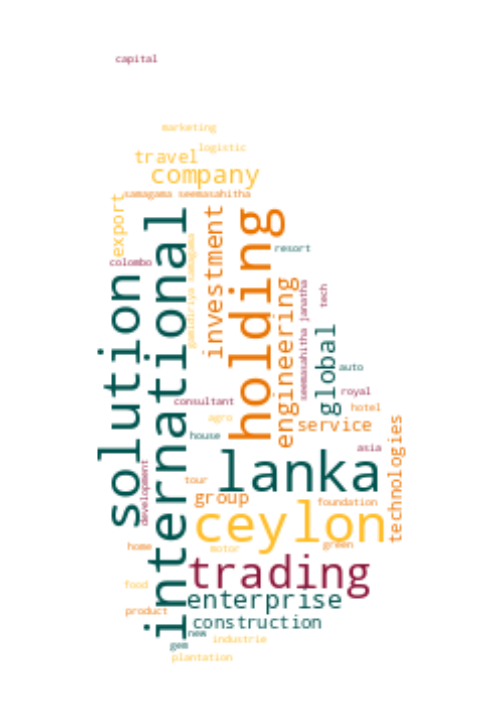 capital
marketing
logistic
travel
company
samagama seemasahitha
export
international
holding
investment
gamidiriya samagama
resort
colombo
solution
engineering
seemasahitha janatha
tech
global
auto
royal
consultant
hotel
agro
service
house
technologies
asia
lanka
development
tour
group
foundation
ceylon
home
motor
green
trading
food
enterprise
product
construction
new
industrie
gem
plantation